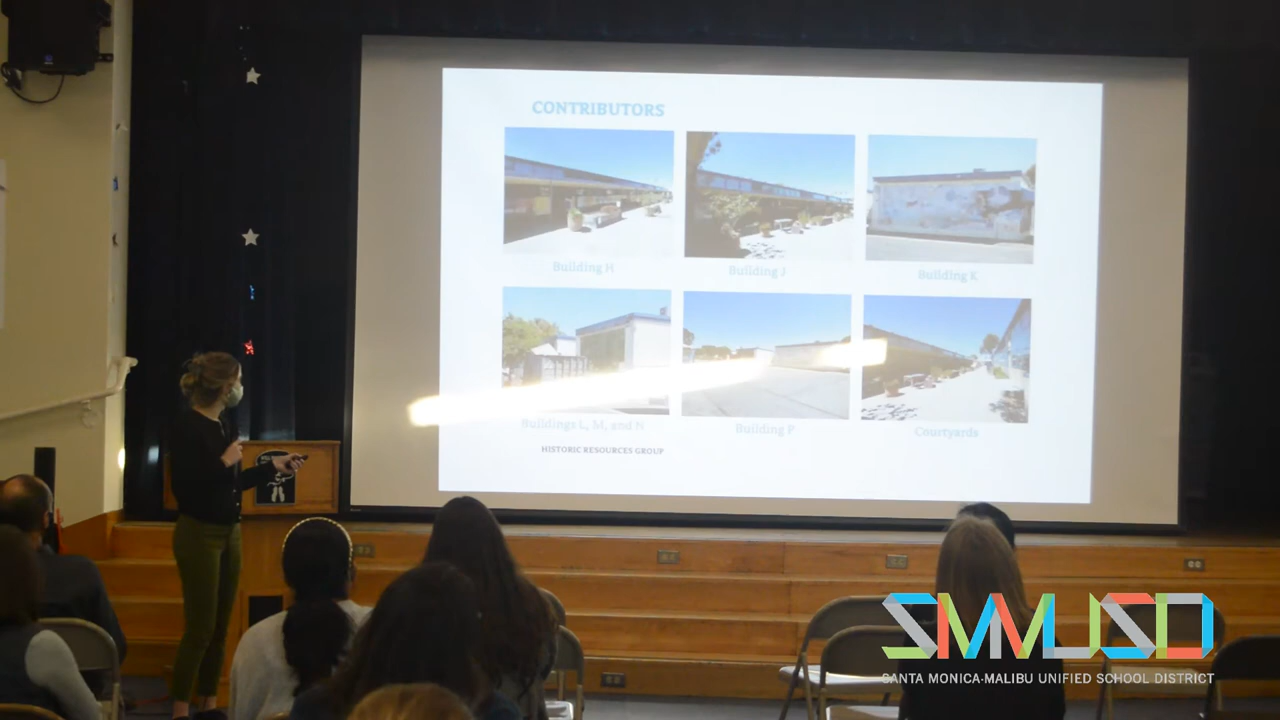 CONTRIBUTORS
Building H
Building J
Building K
Buildings L, M, and N
Building P
Courtyards
HISTORIC RESOURCES GROUP
SMMUSD
SANTA MONICA-MALIBU UNIFIED SCHOOL DISTRICT